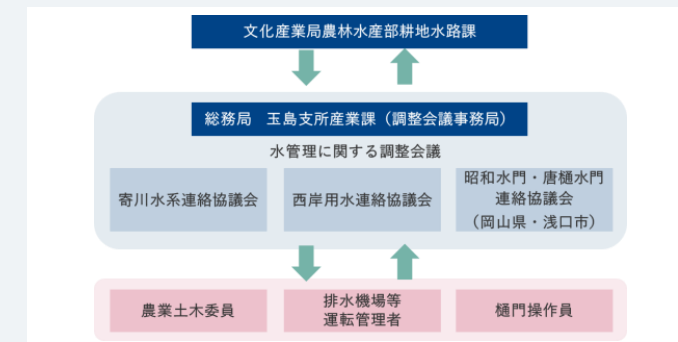 文化産業局農林水産部耕地水路課
総務局　玉島支所産業課（調整会議事務局）
水管理に関する調整会議
寄川水系連絡協議会
西岸用水連絡協議会
昭和水門・唐樋水門
連絡協議会
（岡山県・浅口市）
農業土木委員
排水機場等
運転管理者
樋門操作員